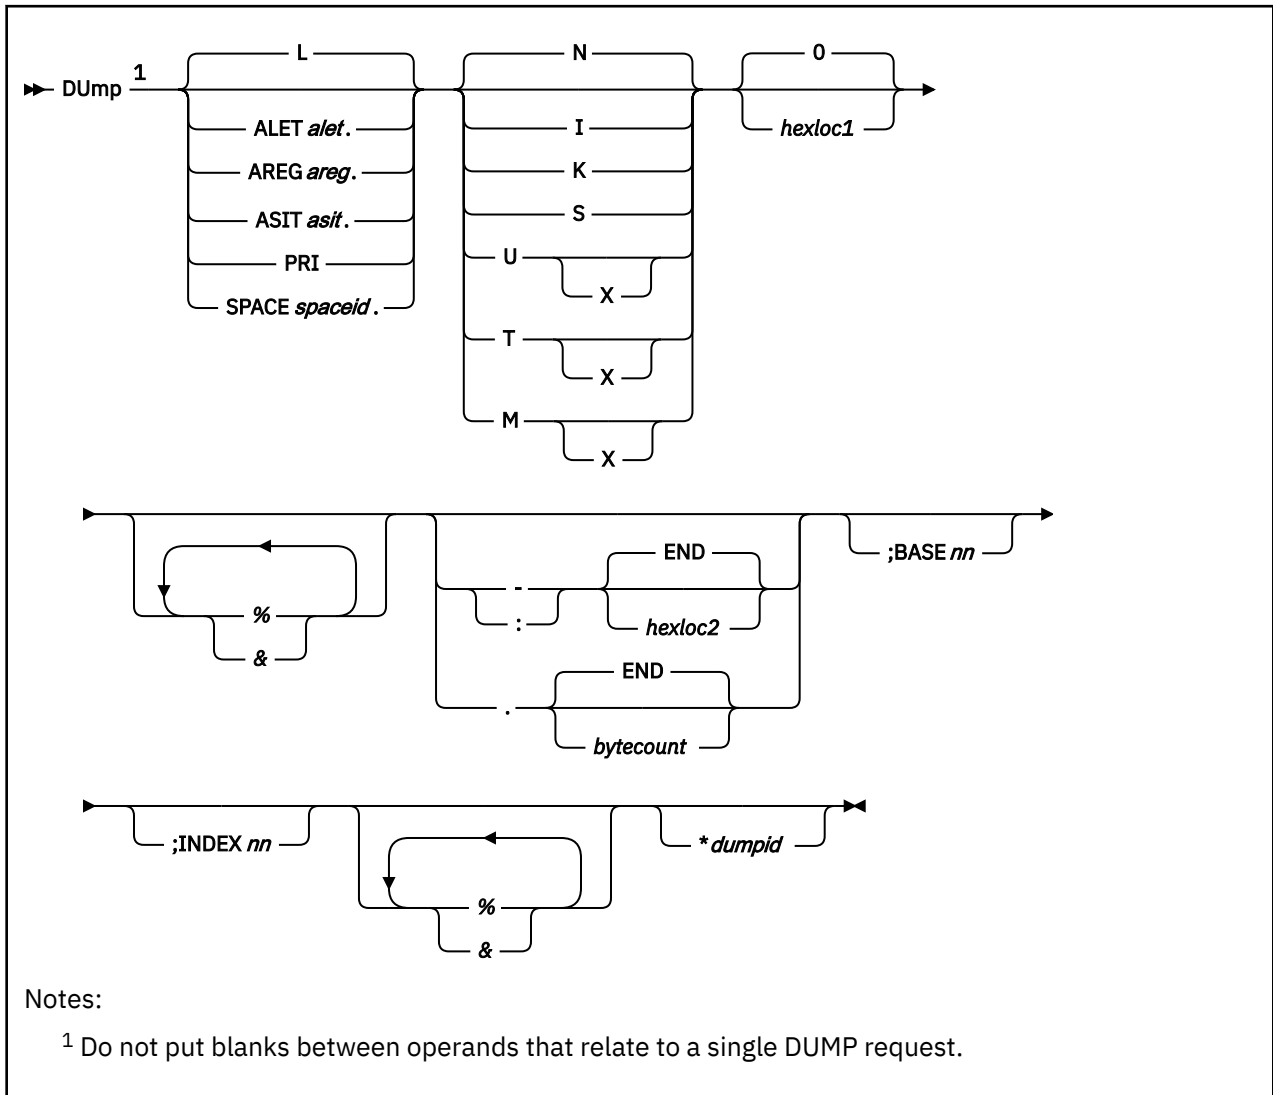 L N 0
DUmp 1
ALET alet. I hexloc1
AREG areg. K
ASIT asit. S
PRI U
X
SPACE spaceid.
T
X
M
X
END
- ;BASE nn
% : hexloc2
&
END
.
bytecount
;INDEX nn *dumpid
%
&
Notes:
1 Do not put blanks between operands that relate to a single DUMP request.